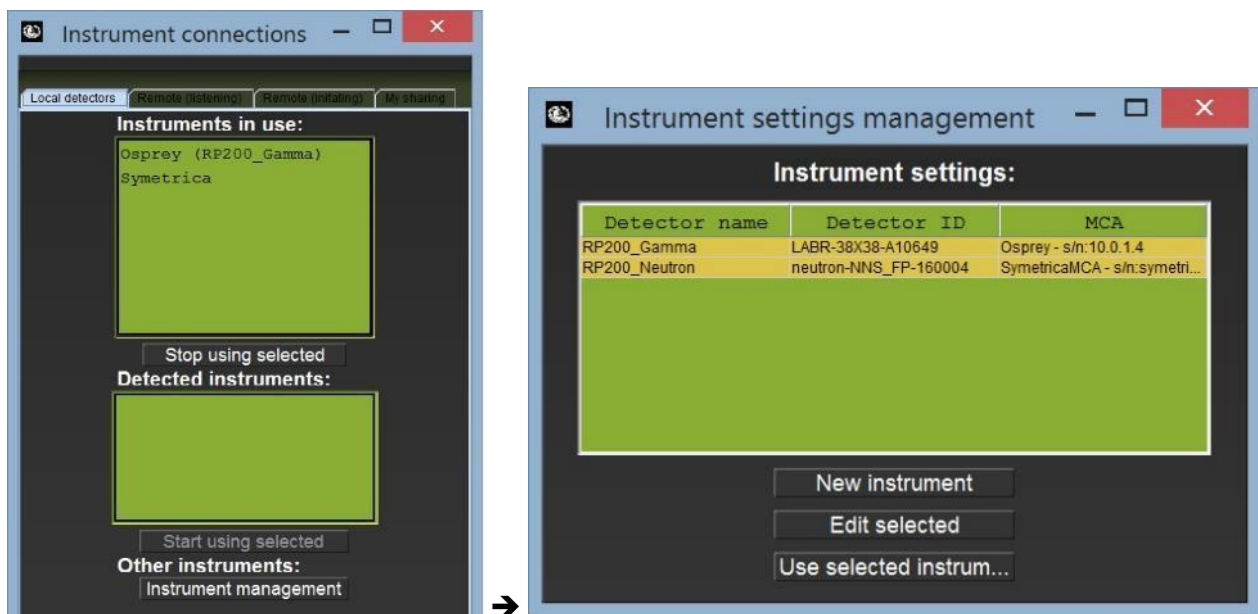 Instrument connections
Local detectors Remote (listening) Remote (initiating) My sharing
Instruments in use:
Osprey (RP200_Gamma)
Symetrica
Stop using selected
Detected instruments:
Start using selected
Other instruments:
Instrument management
➔
Instrument settings management
Instrument settings:
Detector name Detector ID MCA
RP200_Gamma LABR-38X38-A10649 Osprey - s/n:10.0.1.4
RP200_Neutron neutron-NNS_FP-160004 SymetricaMCA - s/n:symetri...
New instrument
Edit selected
Use selected instrum...